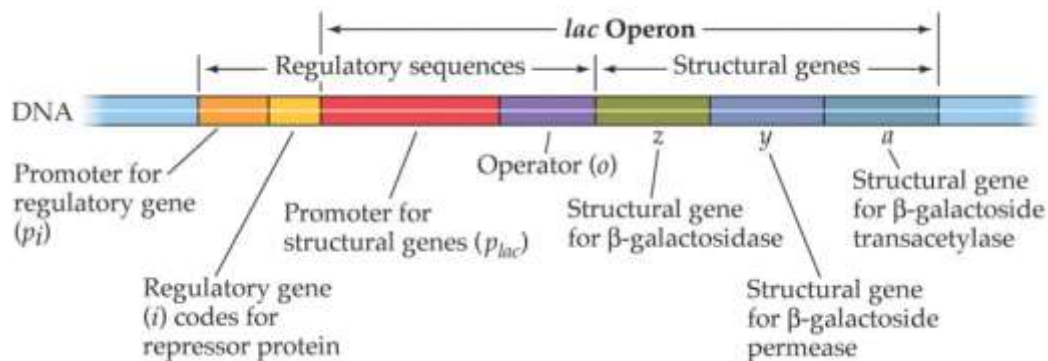 lac Operon
Regulatory sequences
Structural genes
DNA
z
y
a
Operator (o)
Promoter for
regulatory gene
(pi)
Promoter for
structural genes (plac)
Structural gene
for β-galactosidase
Structural gene
for β-galactoside
transacetylase
Regulatory gene
(i) codes for
repressor protein
Structural gene
for β-galactoside
permease